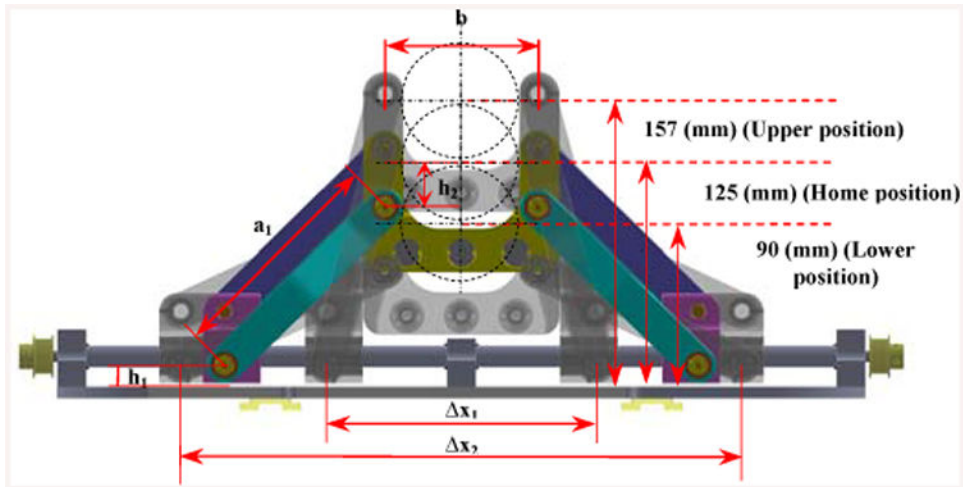 b
157 (mm) (Upper position)
125 (mm) (Home position)
h₂
a₁
90 (mm) (Lower
position)
h₁
Δx₁
Δx₂